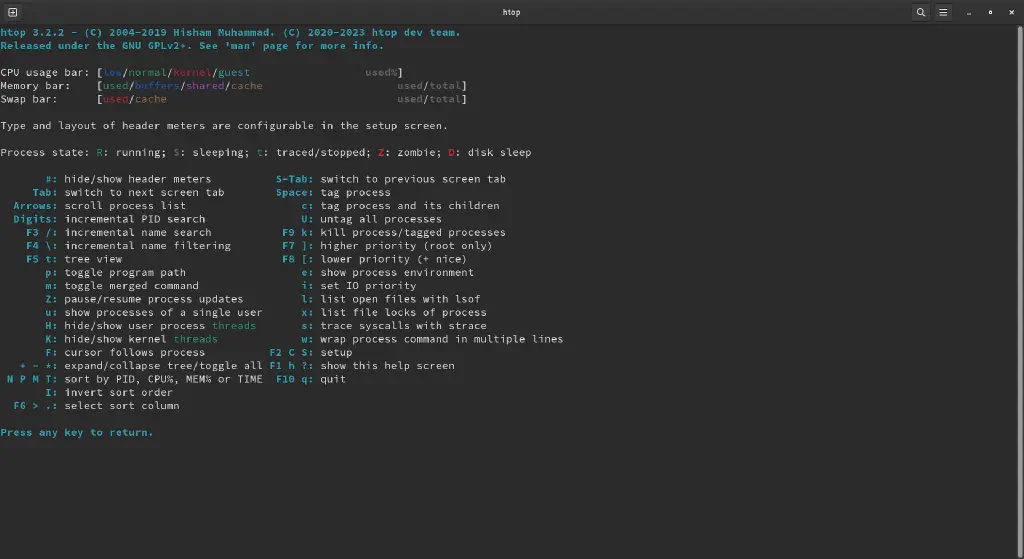 htop
htop 3.2.2 - (C) 2004-2019 Hisham Muhammad. (C) 2020-2023 htop dev team.
Released under the GNU GPLv2+. See 'man' page for more info.
CPU usage bar: [low/normal/kernel/guest used%]
Memory bar: [used/buffers/shared/cache used/total]
Swap bar: [used/cache used/total]
Type and layout of header meters are configurable in the setup screen.
Process state: R: running; S: sleeping; t: traced/stopped; Z: zombie; D: disk sleep
#: hide/show header meters S-Tab: switch to previous screen tab
Tab: switch to next screen tab Space: tag process
Arrows: scroll process list c: tag process and its children
Digits: incremental PID search U: untag all processes
F3 /: incremental name search F9 k: kill process/tagged processes
F4 \: incremental name filtering F7 ]: higher priority (root only)
F5 t: tree view F8 [: lower priority (+ nice)
p: toggle program path e: show process environment
m: toggle merged command i: set IO priority
Z: pause/resume process updates l: list open files with lsof
u: show processes of a single user x: list file locks of process
H: hide/show user process threads s: trace syscalls with strace
K: hide/show kernel threads w: wrap process command in multiple lines
F: cursor follows process F2 C S: setup
+ - *: expand/collapse tree/toggle all F1 h ?: show this help screen
N P M T: sort by PID, CPU%, MEM% or TIME F10 q: quit
I: invert sort order
F6 > .: select sort column
Press any key to return.